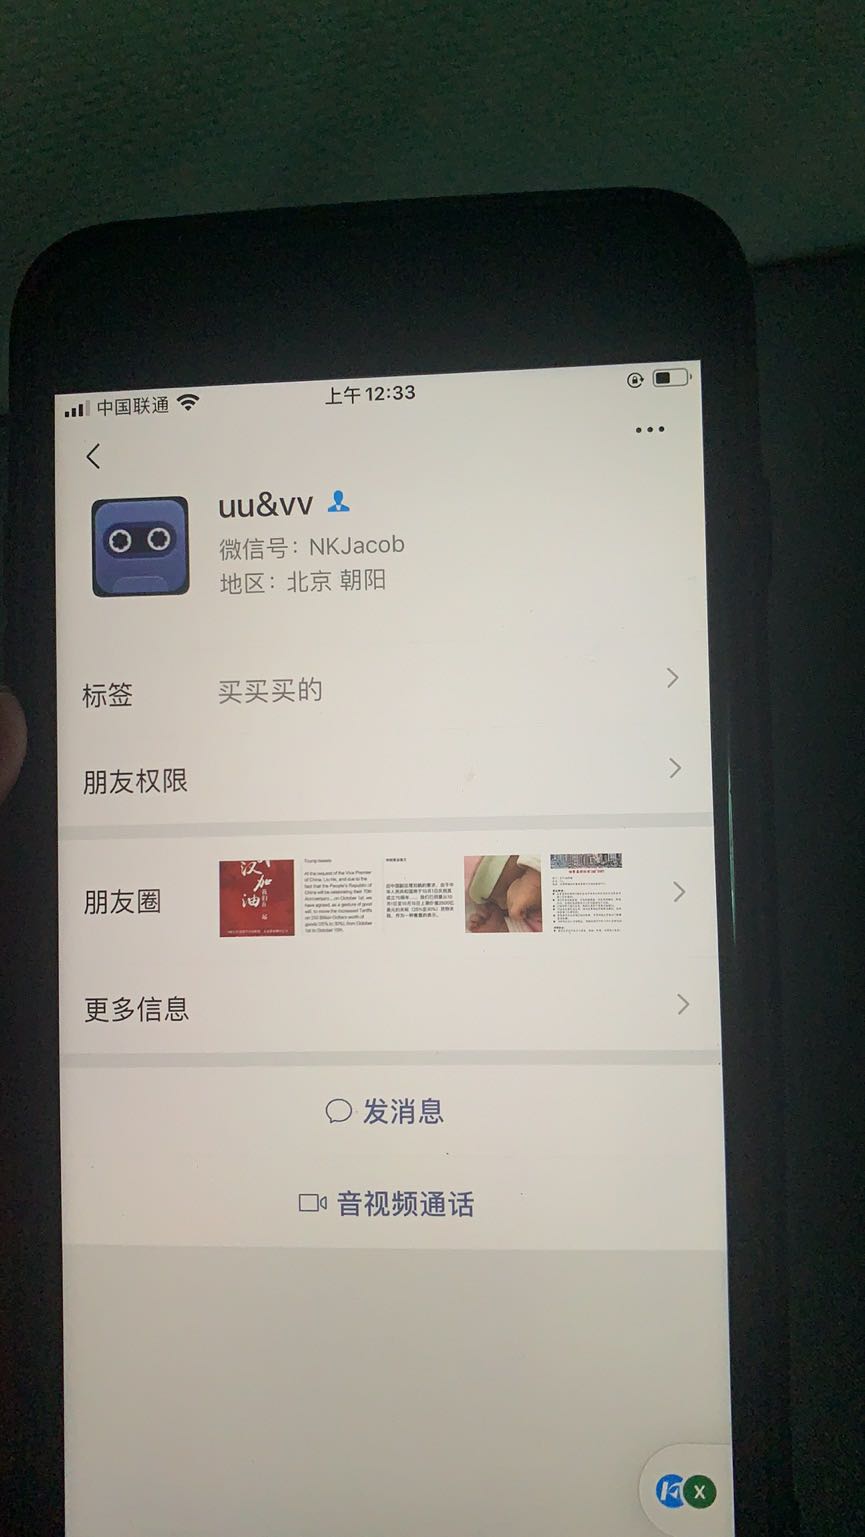 中国联通
上午12:33
uu&vv
微信号：NKJacob
地区：北京 朝阳
标签
买买买的
朋友权限
朋友圈
汉
加
油
Trump tweets
At the request of the Vice Premier
of China, Liu He, and due to the
fact that the People's Republic of
China will be celebrating their 70th
Anniversary... on October 1st, we
have agreed, as a gesture of good
will, to move the increased Tariffs
on 250 Billion Dollars worth of
goods (25% to 30%), from October
1st to October 15th.
更多信息
发消息
音视频通话
X